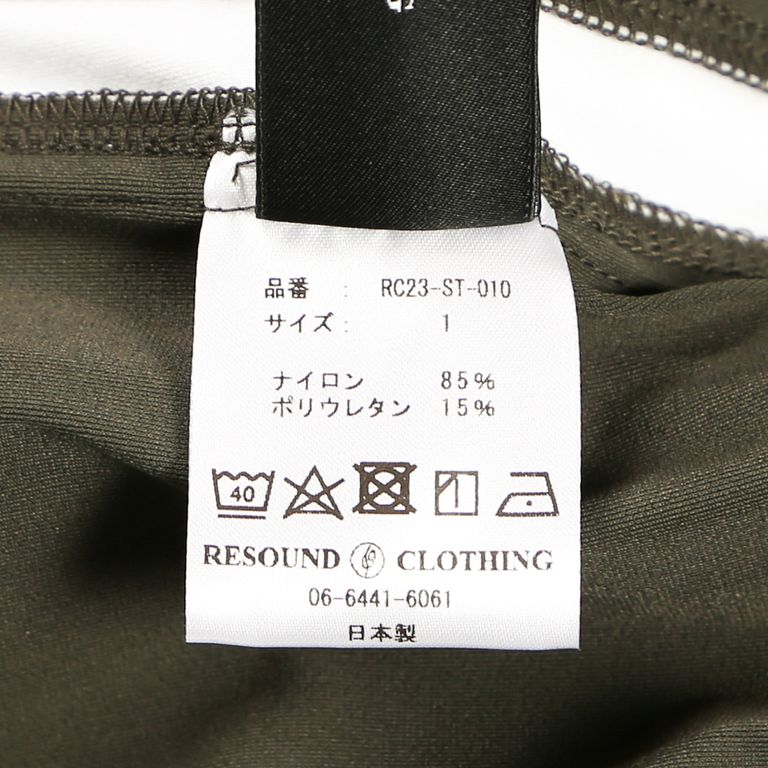 品番 : RC23-ST-010
サイズ : 1
ナイロン 85%
ポリウレタン 15%
40
RESOUND CLOTHING
06-6441-6061
日本製